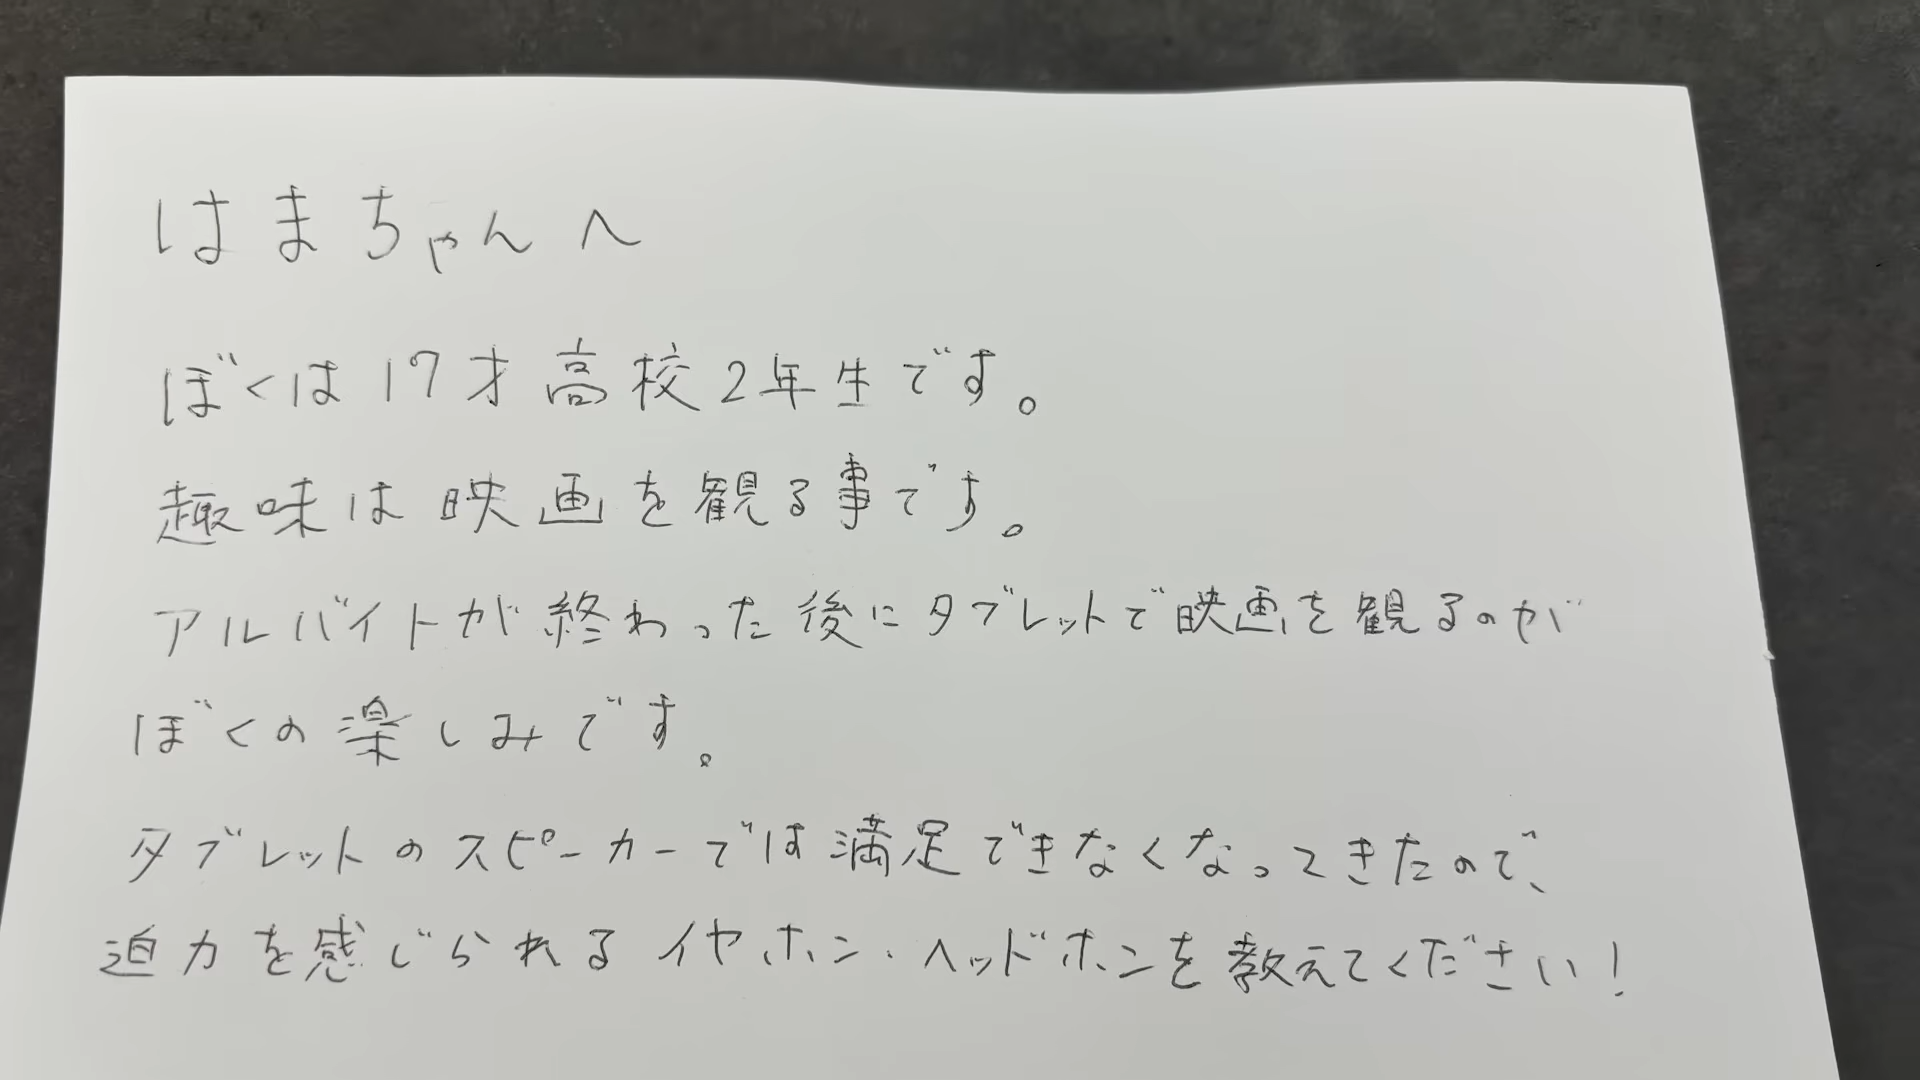 はまちゃんへ
ぼくは17才高校2年生です。
趣味は映画を観る事です。
アルバイトが終わった後にタブレットで映画を観るのが
ぼくの楽しみです。
タブレットのスピーカーでは満足できなくなってきたので、
迫力を感じられるイヤホン・ヘッドホンを教えてください!